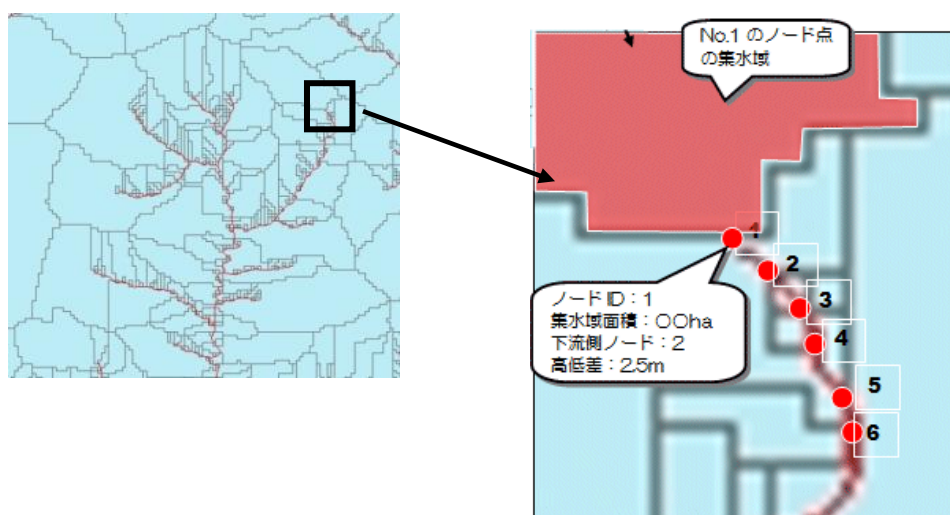 No.1 のノード点
の集水域
1
2
3
4
5
6
ノード ID：1
集水域面積：〇〇ha
下流側ノード：2
高低差：2.5m